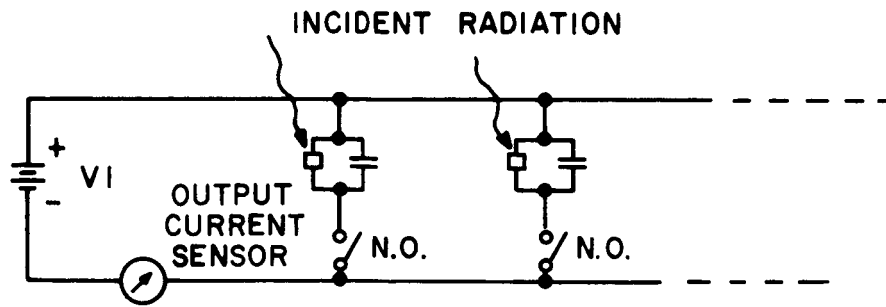 INCIDENT RADIATION
+
V1
-
OUTPUT
CURRENT
SENSOR
N.O.
N.O.